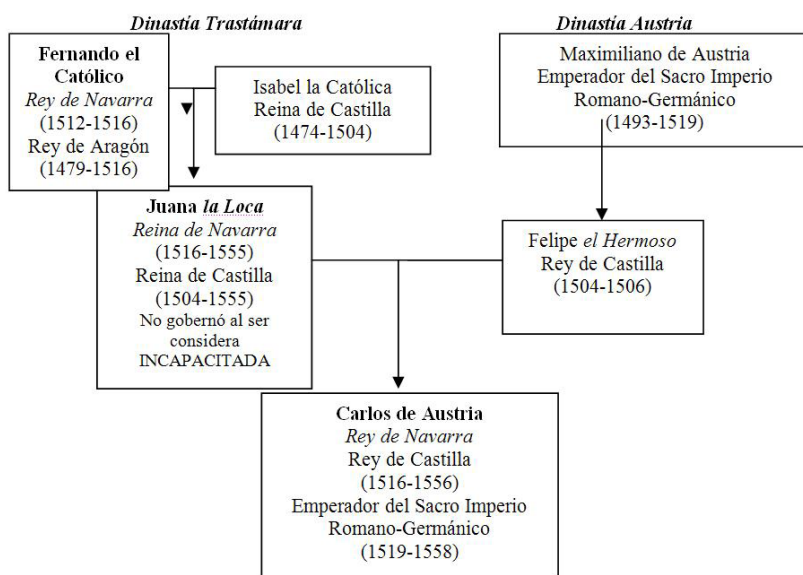 Dinastía Trastámara
Dinastía Austria
Fernando el
Católico
Rey de Navarra
(1512-1516)
Rey de Aragón
(1479-1516)
Isabel la Católica
Reina de Castilla
(1474-1504)
Maximiliano de Austria
Emperador del Sacro Imperio
Romano-Germánico
(1493-1519)
Juana la Loca
Reina de Navarra
(1516-1555)
Reina de Castilla
(1504-1555)
No gobernó al ser
considera
INCAPACITADA
Felipe el Hermoso
Rey de Castilla
(1504-1506)
Carlos de Austria
Rey de Navarra
Rey de Castilla
(1516-1556)
Emperador del Sacro Imperio
Romano-Germánico
(1519-1558)